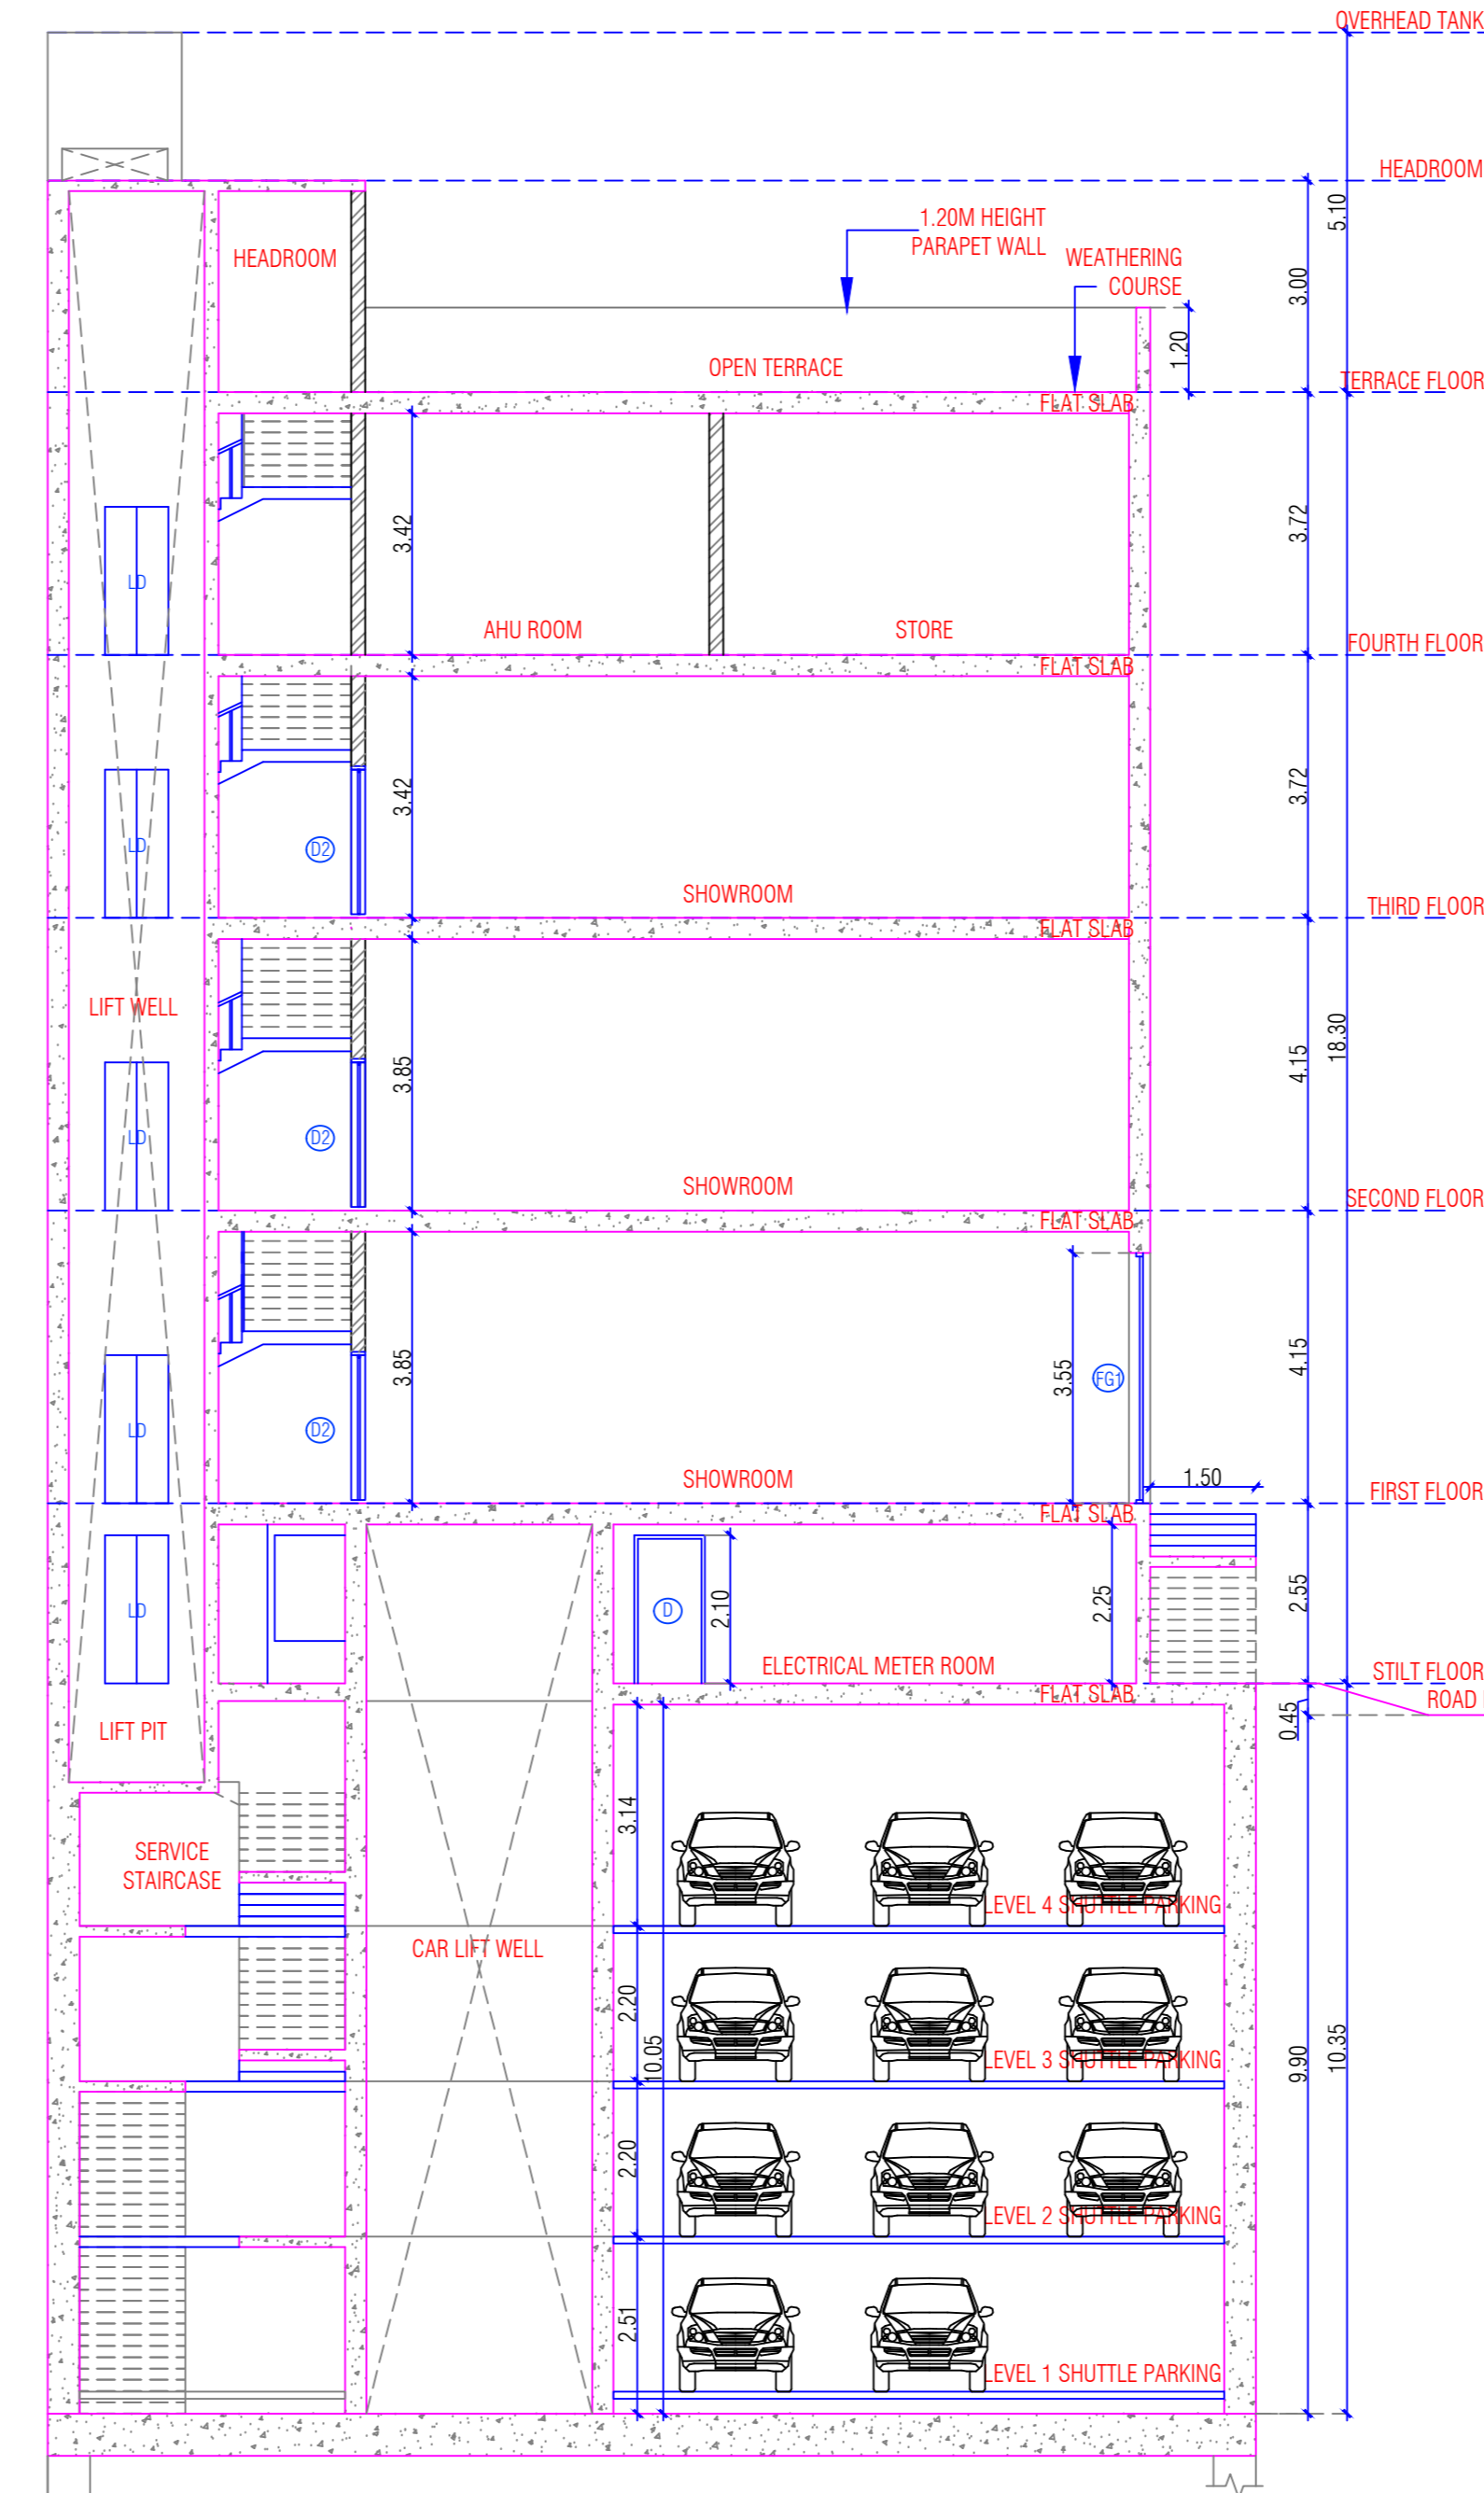 OVERHEAD TANK
HEADROOM
5.10
1.20M HEIGHT
PARAPET WALL
HEADROOM
WEATHERING
COURSE
3.00
1.20
OPEN TERRACE
TERRACE FLOOR
FLAT SLAB
3.42
3.72
LD
AHU ROOM
STORE
FOURTH FLOOR
FLAT SLAB
3.42
3.72
LD
D2
SHOWROOM
THIRD FLOOR
FLAT SLAB
LIFT WELL
18.30
3.85
4.15
LD
D2
SHOWROOM
SECOND FLOOR
FLAT SLAB
3.85
3.55
FG1
4.15
LD
D2
SHOWROOM
1.50
FIRST FLOOR
FLAT SLAB
LD
D
2.10
2.25
2.55
ELECTRICAL METER ROOM
STILT FLOOR
FLAT SLAB
ROAD
0.45
LIFT PIT
3.14
SERVICE
STAIRCASE
LEVEL 4 SHUTTLE PARKING
CAR LIFT WELL
2.20
10.05
9.90
10.35
LEVEL 3 SHUTTLE PARKING
2.20
LEVEL 2 SHUTTLE PARKING
2.51
LEVEL 1 SHUTTLE PARKING